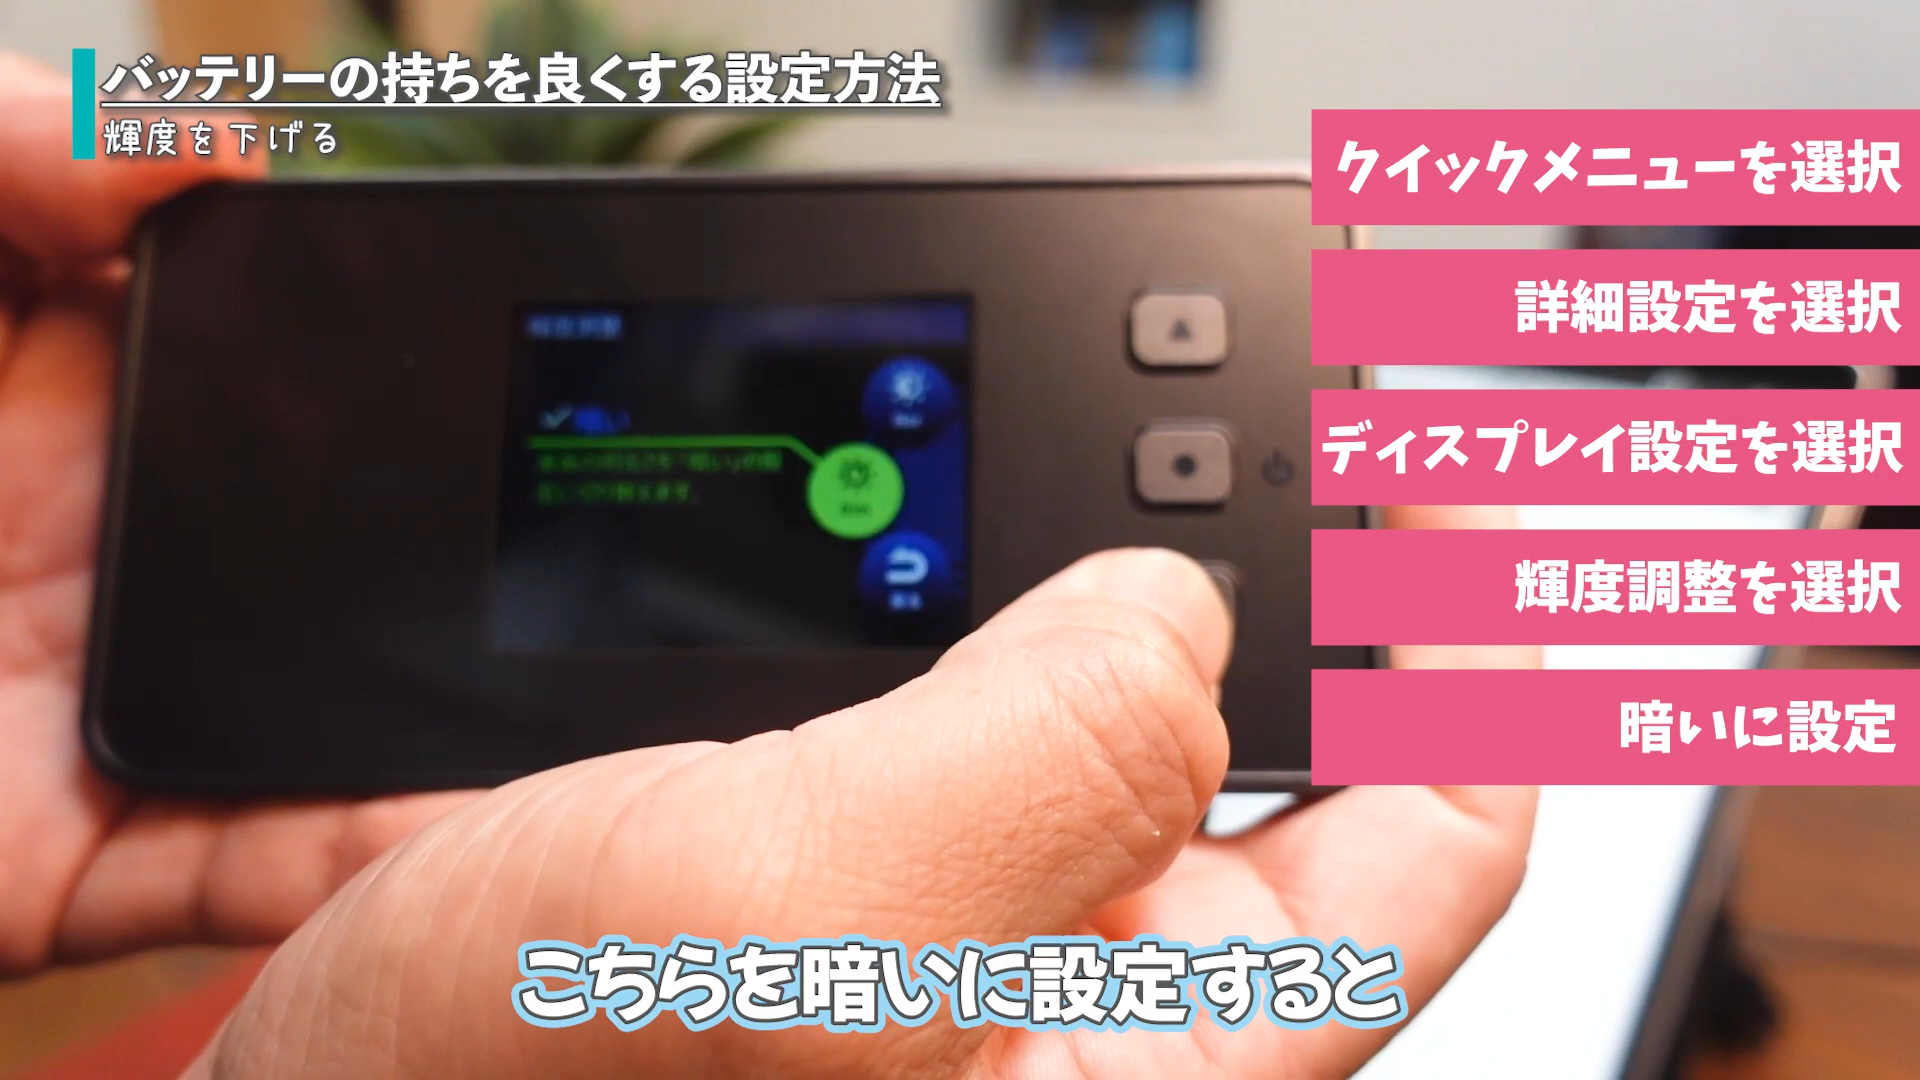 バッテリーの持ちを良くする設定方法
輝度を下げる
クイックメニューを選択
詳細設定を選択
ディスプレイ設定を選択
輝度調整を選択
暗いに設定
暗い
戻る
こちらを暗いに設定すると